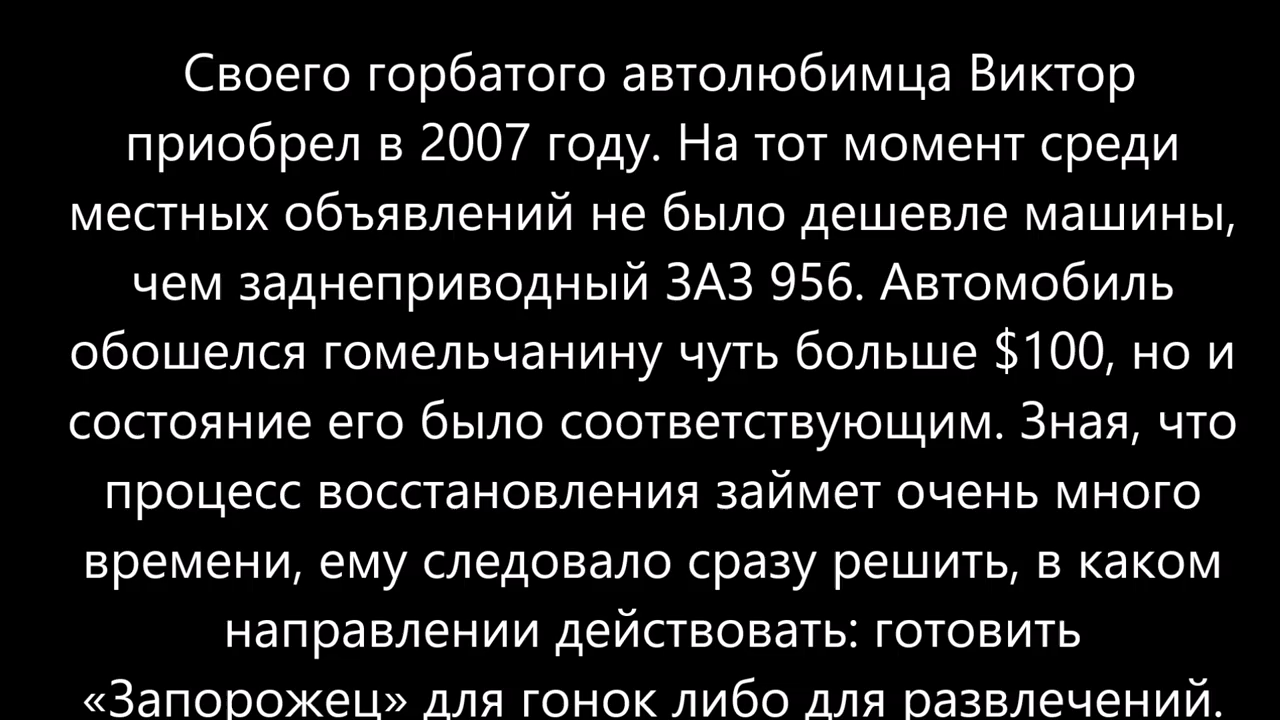 Своего горбатого автолюбимца Виктор
приобрел в 2007 году. На тот момент среди
местных объявлений не было дешевле машины,
чем заднеприводный ЗАЗ 956. Автомобиль
обошелся гомельчанину чуть больше $100, но и
состояние его было соответствующим. Зная, что
процесс восстановления займет очень много
времени, ему следовало сразу решить, в каком
направлении действовать: готовить
«Запорожец» для гонок либо для развлечений.